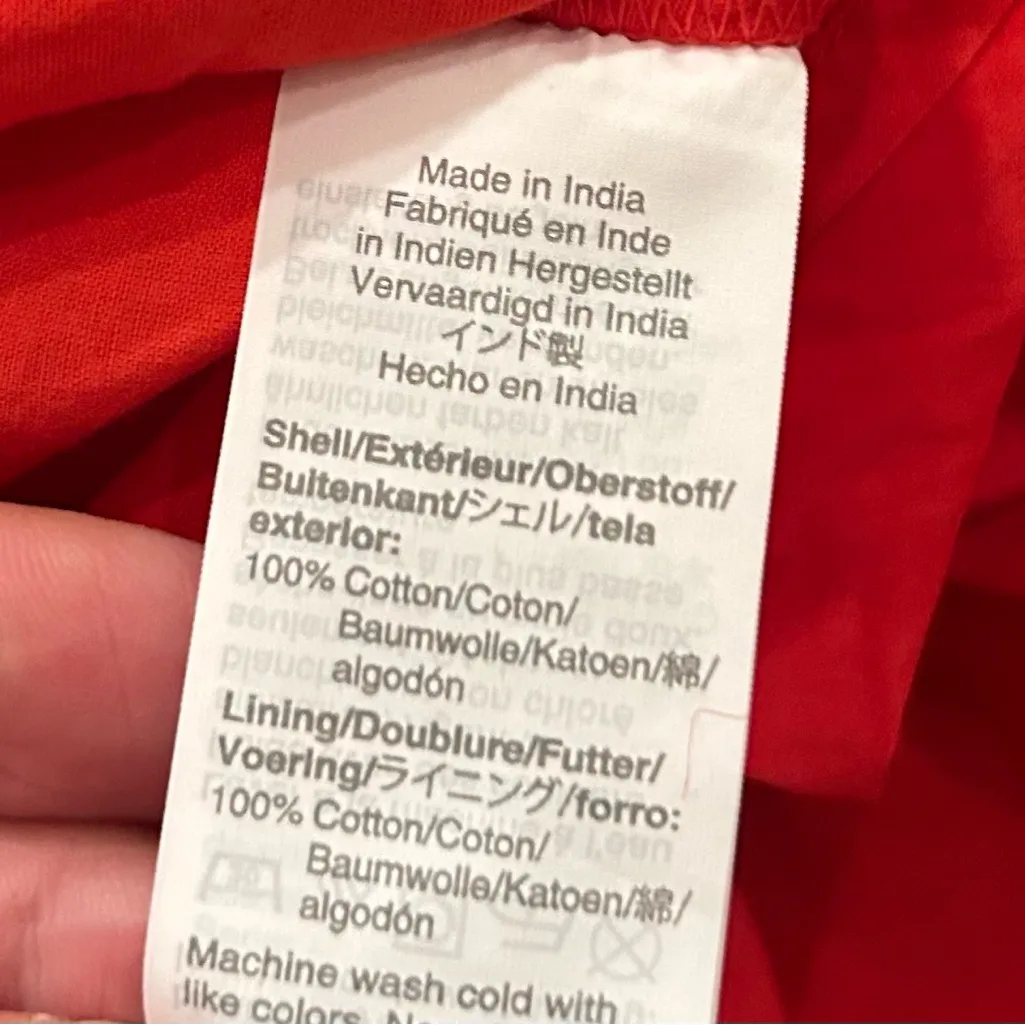 Made in India
Fabriqué en Inde
in Indien Hergestellt
Vervaardigd in India
インド製
Hecho en India
Shell/Extérieur/Oberstoff/
Buitenkant/シェル/tela
exterior:
100% Cotton/Coton/
Baumwolle/Katoen/綿/
algodón
Lining/Doublure/Futter/
Voering/ライニング/forro:
100% Cotton/Coton/
Baumwolle/Katoen/綿/
algodón
Machine wash cold with
like colors.